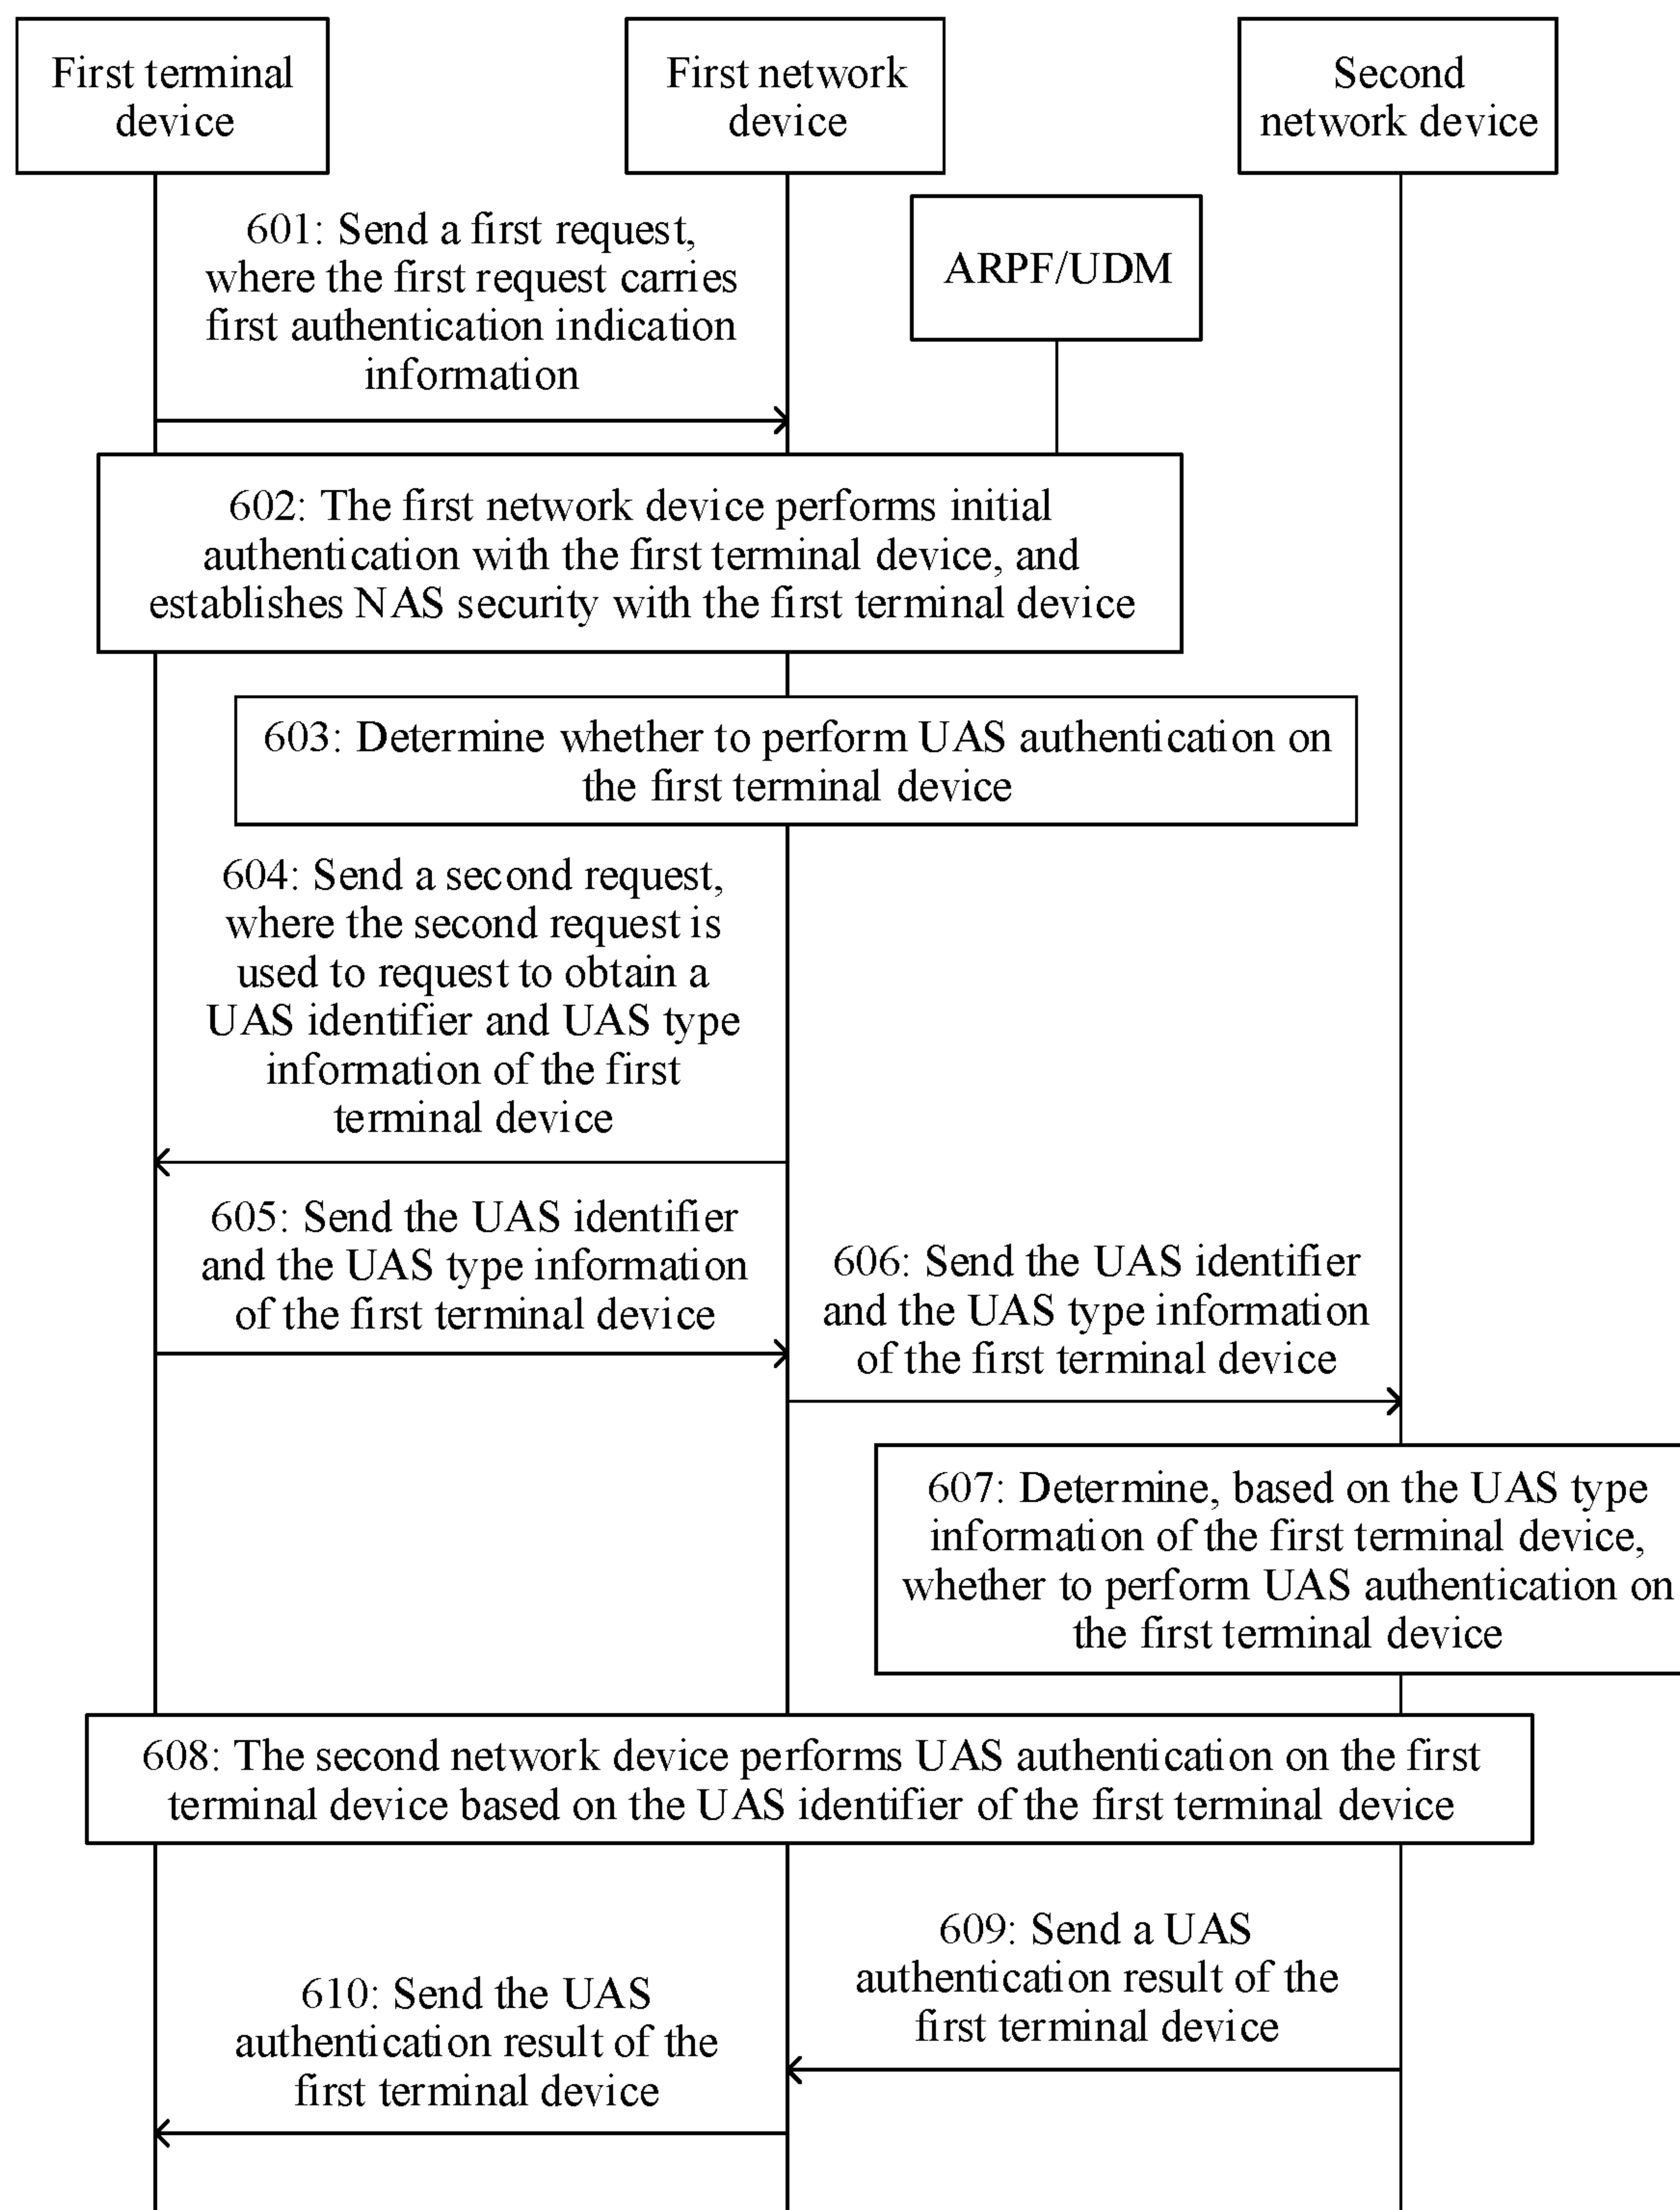 First terminal
device
First network
device
Second
network device
ARPF/UDM
601: Send a first request,
where the first request carries
first authentication indication
information
602: The first network device performs initial
authentication with the first terminal device, and
establishes NAS security with the first terminal device
603: Determine whether to perform UAS authentication on
the first terminal device
604: Send a second request,
where the second request is
used to request to obtain a
UAS identifier and UAS type
information of the first
terminal device
605: Send the UAS identifier
and the UAS type information
of the first terminal device
606: Send the UAS identifier
and the UAS type information
of the first terminal device
607: Determine, based on the UAS type
information of the first terminal device,
whether to perform UAS authentication on
the first terminal device
608: The second network device performs UAS authentication on the first
terminal device based on the UAS identifier of the first terminal device
609: Send a UAS
authentication result of the
first terminal device
610: Send the UAS
authentication result of the
first terminal device